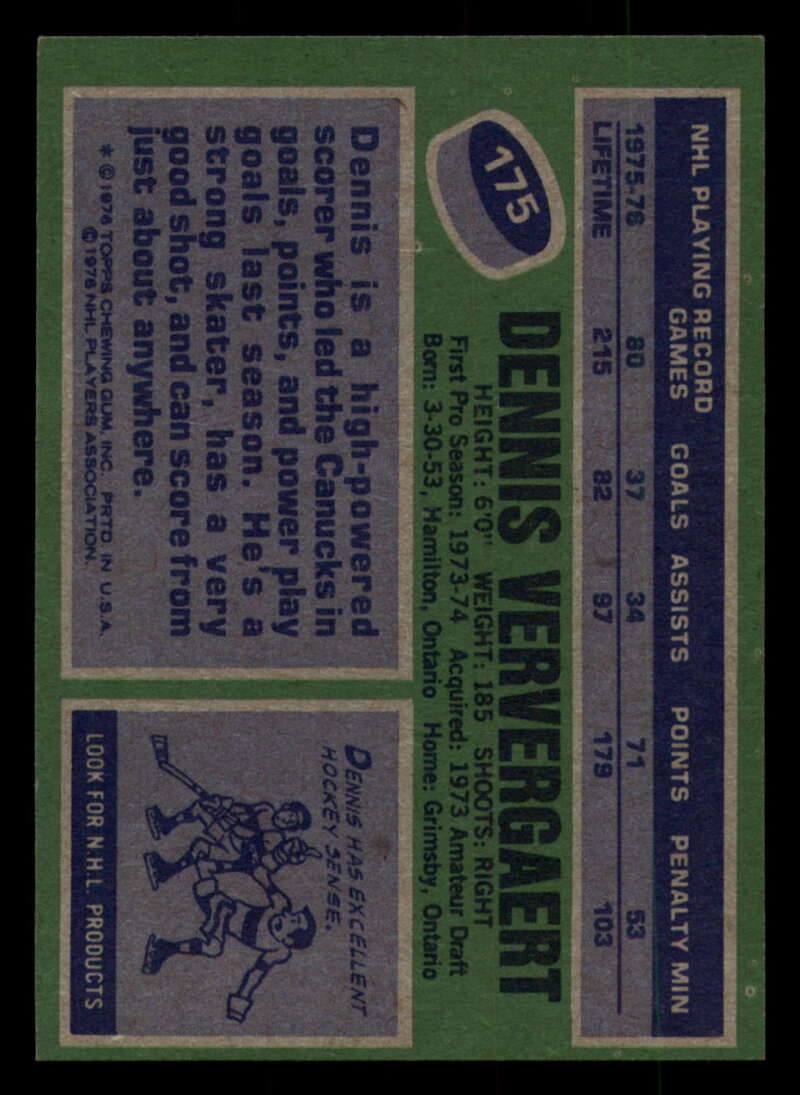 NHL PLAYING RECORD
GAMES GOALS ASSISTS POINTS PENALTY MIN
1975-76 80 37 34 71 53
LIFETIME 215 82 97 179 103
175
DENNIS VERVERGAERT
HEIGHT: 6'0" WEIGHT: 185 SHOOTS: RIGHT
First Pro Season: 1973-74 Acquired: 1973 Amateur Draft
Born: 3-30-53, Hamilton, Ontario Home: Grimsby, Ontario
Dennis is a high-powered
scorer who led the Canucks in
goals, points, and power play
goals last season. He's a
strong skater, has a very
good shot, and can score from
just about anywhere.
* © 1976 TOPPS CHEWING GUM, INC. PRTD. IN U.S.A.
© 1976 NHL PLAYERS ASSOCIATION.
DENNIS HAS EXCELLENT
HOCKEY SENSE.
LOOK FOR N.H.L. PRODUCTS